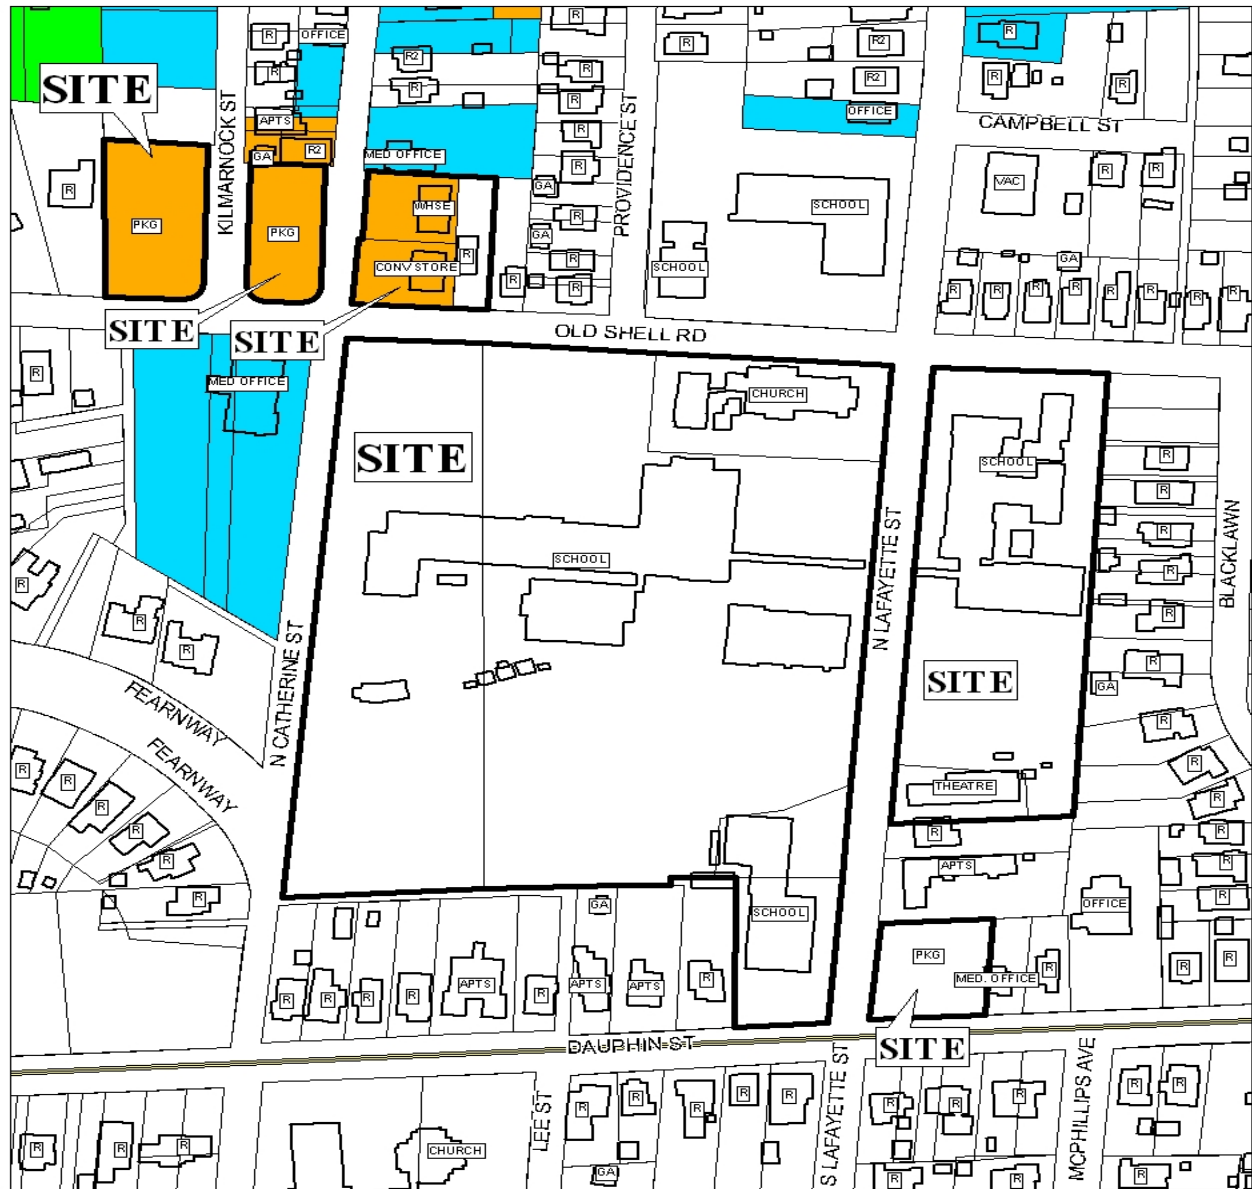 R
OFFICE
R
R2
R
R
R
R
R2
R2
R
R
R
R
SITE
KILMARNOCK ST
APTS
R
R
R2
GA
MED OFFICE
R
GA
PROVIDENCE ST
OFFICE
CAMPBELL ST
VAC
R
R
R
PKG
PKG
WHSE
R
SCHOOL
GA
CONV STORE
R
R
R
R
SCHOOL
GA
R
R
R
R
R
R
R
R
SITE
SITE
OLD SHELL RD
R
MED OFFICE
CHURCH
SITE
SCHOOL
R
R
R
R
R
BLACKLAWN
N LAFAYETTE ST
SCHOOL
R
R
R
N CATHERINE ST
SITE
R
GA
FEARNWAY
FEARNWAY
R
R
R
R
R
R
R
R
R
THEATRE
R
R
R
APTS
R
R
GA
SCHOOL
OFFICE
PKG
MED. OFFICE
R
R
R
R
R
R
R
APTS
R
APTS
APTS
R
SITE
DAUPHIN ST
LEE ST
S LAFAYETTE ST
MCPHILLIPS AVE
R
R
R
R
R
R
R
R
R
R
R
R
R
CHURCH
GA
R
R
R